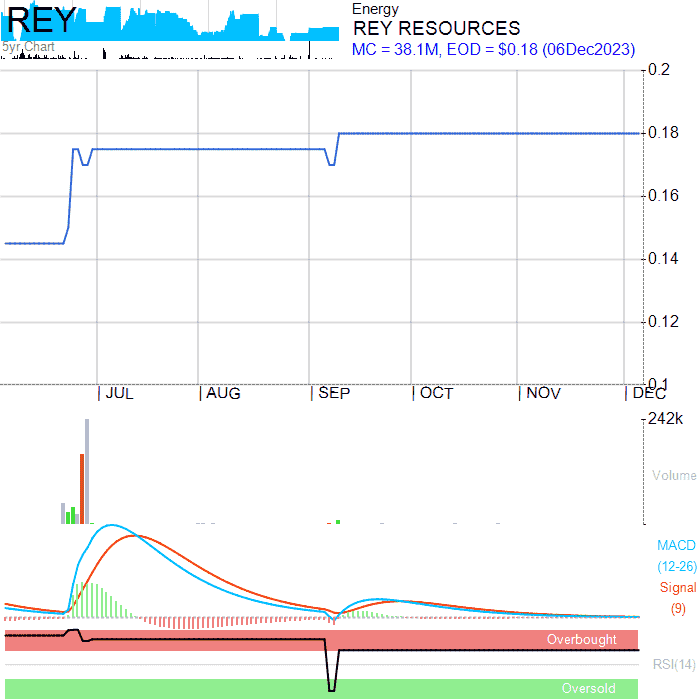 REY
5yr Chart
Energy
REY RESOURCES
MC = 38.1M, EOD = $0.18 (06Dec2023)
0.2
0.18
0.16
0.14
0.12
0.1
JUL AUG SEP OCT NOV DEC
242k
Volume
MACD
(12-26)
Signal
(9)
Overbought
RSI(14)
Oversold